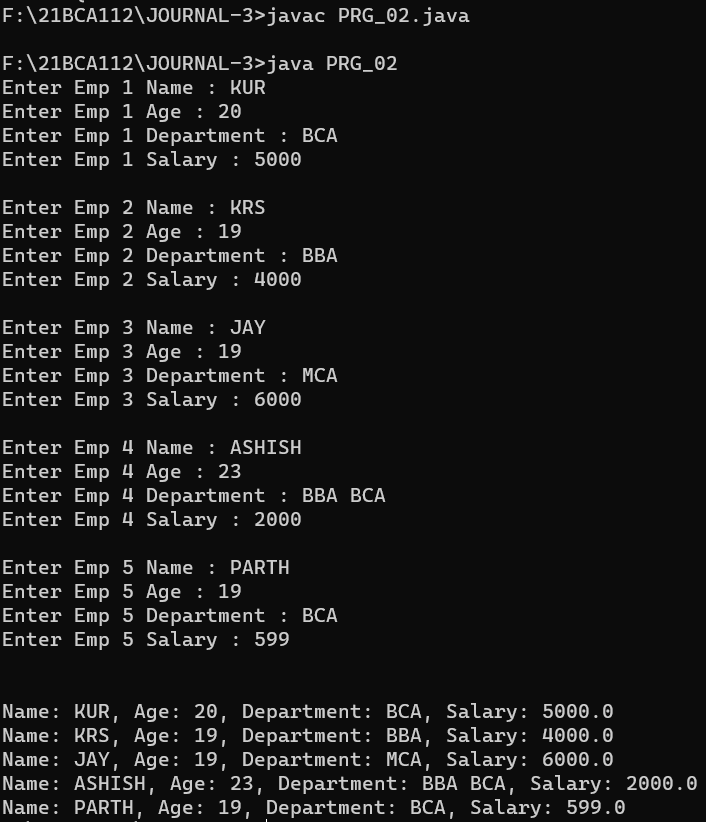 F:\21BCA112\JOURNAL-3>javac PRG_02.java
F:\21BCA112\JOURNAL-3>java PRG_02
Enter Emp 1 Name : KUR
Enter Emp 1 Age : 20
Enter Emp 1 Department : BCA
Enter Emp 1 Salary : 5000
Enter Emp 2 Name : KRS
Enter Emp 2 Age : 19
Enter Emp 2 Department : BBA
Enter Emp 2 Salary : 4000
Enter Emp 3 Name : JAY
Enter Emp 3 Age : 19
Enter Emp 3 Department : MCA
Enter Emp 3 Salary : 6000
Enter Emp 4 Name : ASHISH
Enter Emp 4 Age : 23
Enter Emp 4 Department : BBA BCA
Enter Emp 4 Salary : 2000
Enter Emp 5 Name : PARTH
Enter Emp 5 Age : 19
Enter Emp 5 Department : BCA
Enter Emp 5 Salary : 599
Name: KUR, Age: 20, Department: BCA, Salary: 5000.0
Name: KRS, Age: 19, Department: BBA, Salary: 4000.0
Name: JAY, Age: 19, Department: MCA, Salary: 6000.0
Name: ASHISH, Age: 23, Department: BBA BCA, Salary: 2000.0
Name: PARTH, Age: 19, Department: BCA, Salary: 599.0